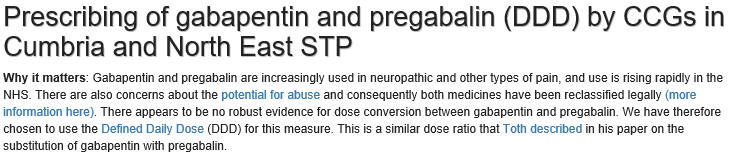 Prescribing of gabapentin and pregabalin (DDD) by CCGs in
Cumbria and North East STP
Why it matters: Gabapentin and pregabalin are increasingly used in neuropathic and other types of pain, and use is rising rapidly in the
NHS. There are also concerns about the potential for abuse and consequently both medicines have been reclassified legally (more
information here). There appears to be no robust evidence for dose conversion between gabapentin and pregabalin. We have therefore
chosen to use the Defined Daily Dose (DDD) for this measure. This is a similar dose ratio that Toth described in his paper on the
substitution of gabapentin with pregabalin.